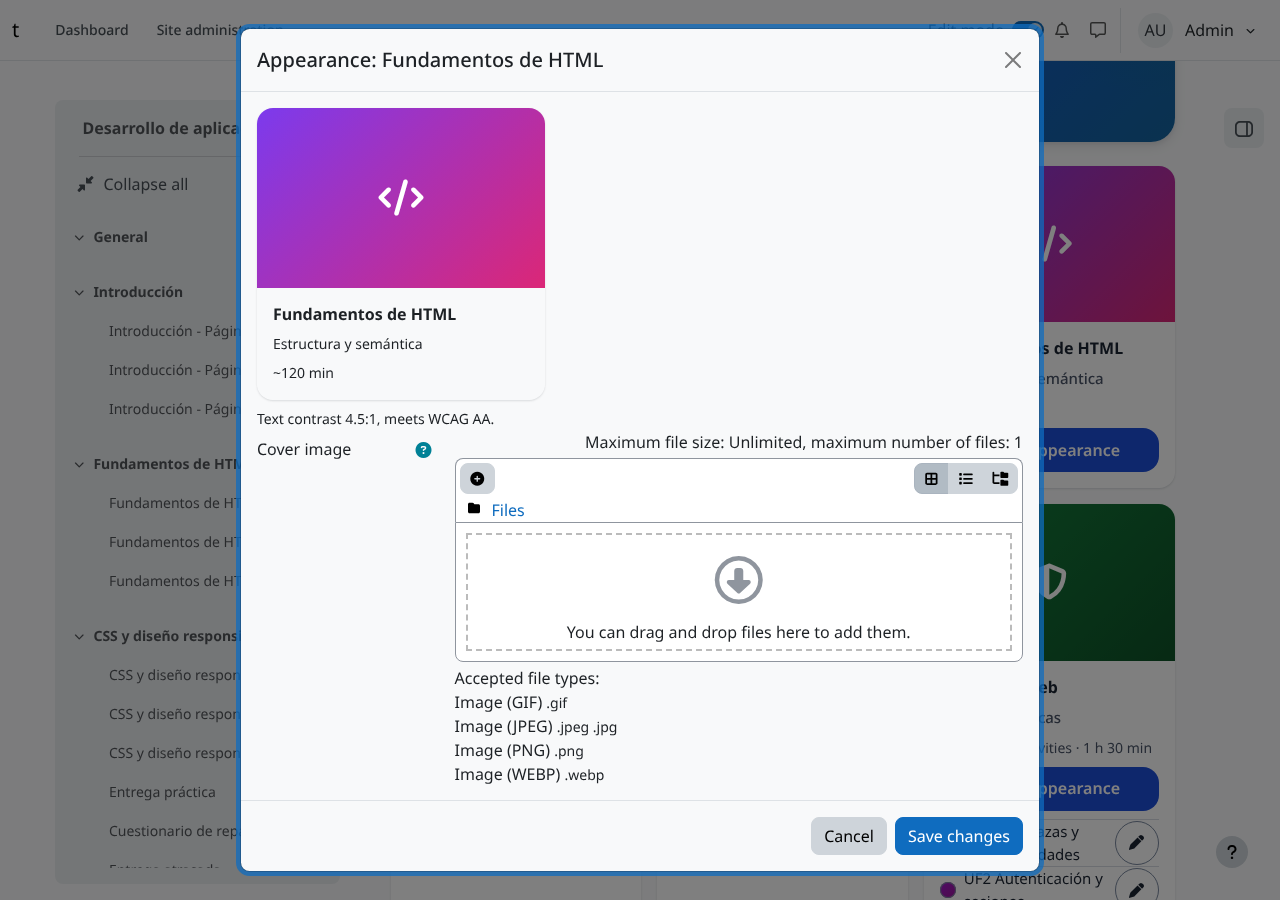 t
Dashboard
Site administration
Edit mode
AU
Admin
Appearance: Fundamentos de HTML
Desarrollo de aplica
Collapse all
General
Introducción
Introducción - Págin
Introducción - Págin
Introducción - Págin
Fundamentos de HTM
Fundamentos de HT
Fundamentos de HT
Fundamentos de HT
CSS y diseño respons
CSS y diseño respon
CSS y diseño respon
CSS y diseño respon
Entrega práctica
Cuestionario de rep
</>
Fundamentos de HTML
Estructura y semántica
~120 min
Text contrast 4.5:1, meets WCAG AA.
Cover image
?
Maximum file size: Unlimited, maximum number of files: 1
Files
You can drag and drop files here to add them.
Accepted file types:
Image (GIF) .gif
Image (JPEG) .jpeg .jpg
Image (PNG) .png
Image (WEBP) .webp
Cancel
Save changes
/>
s de HTML
emántica
ppearance
eb
cas
vities · 1 h 30 min
ppearance
azas y
dades
UF2 Autenticación y
?